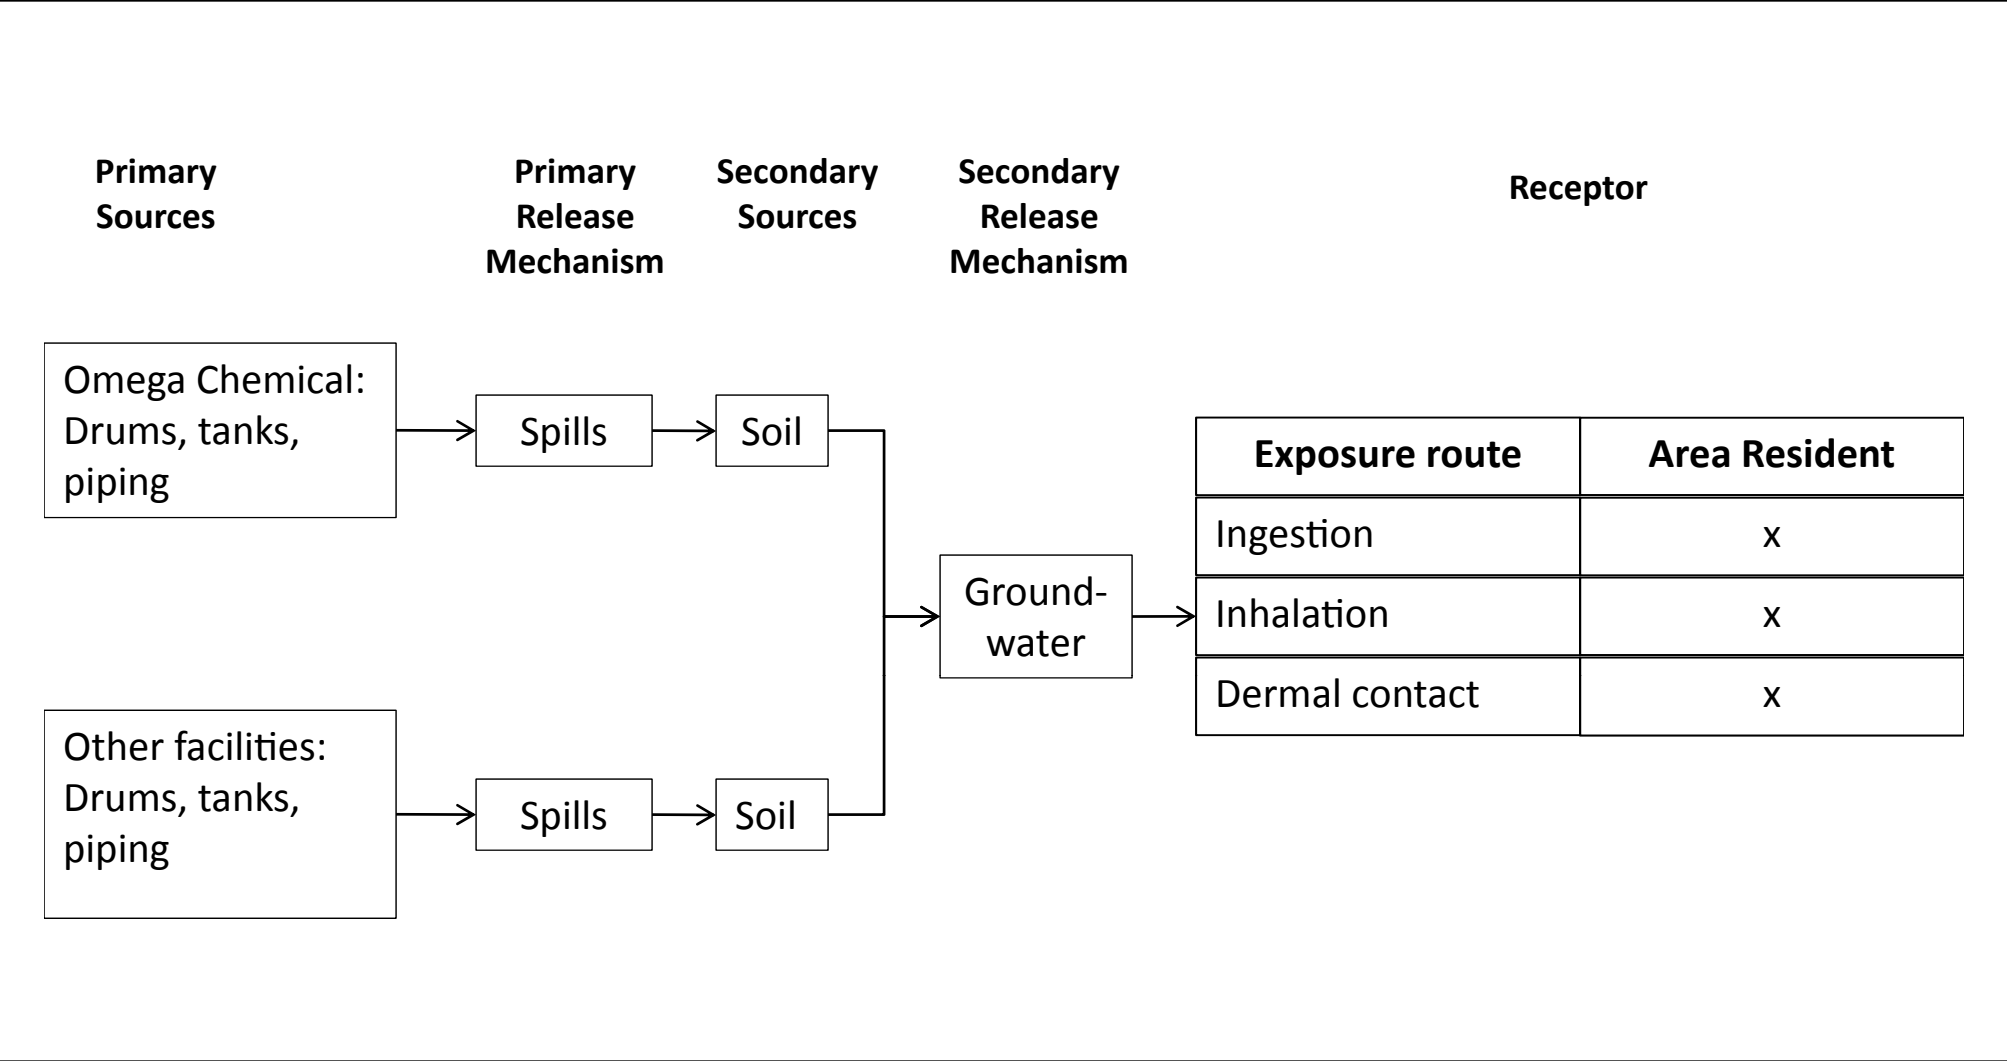 Primary
Sources
Primary
Release
Mechanism
Secondary
Sources
Secondary
Release
Mechanism
Receptor
Omega Chemical:
Drums, tanks,
piping
Spills
Soil
Other facilities:
Drums, tanks,
piping
Spills
Soil
Ground-
water
Exposure route Area Resident
Ingestion x
Inhalation x
Dermal contact x